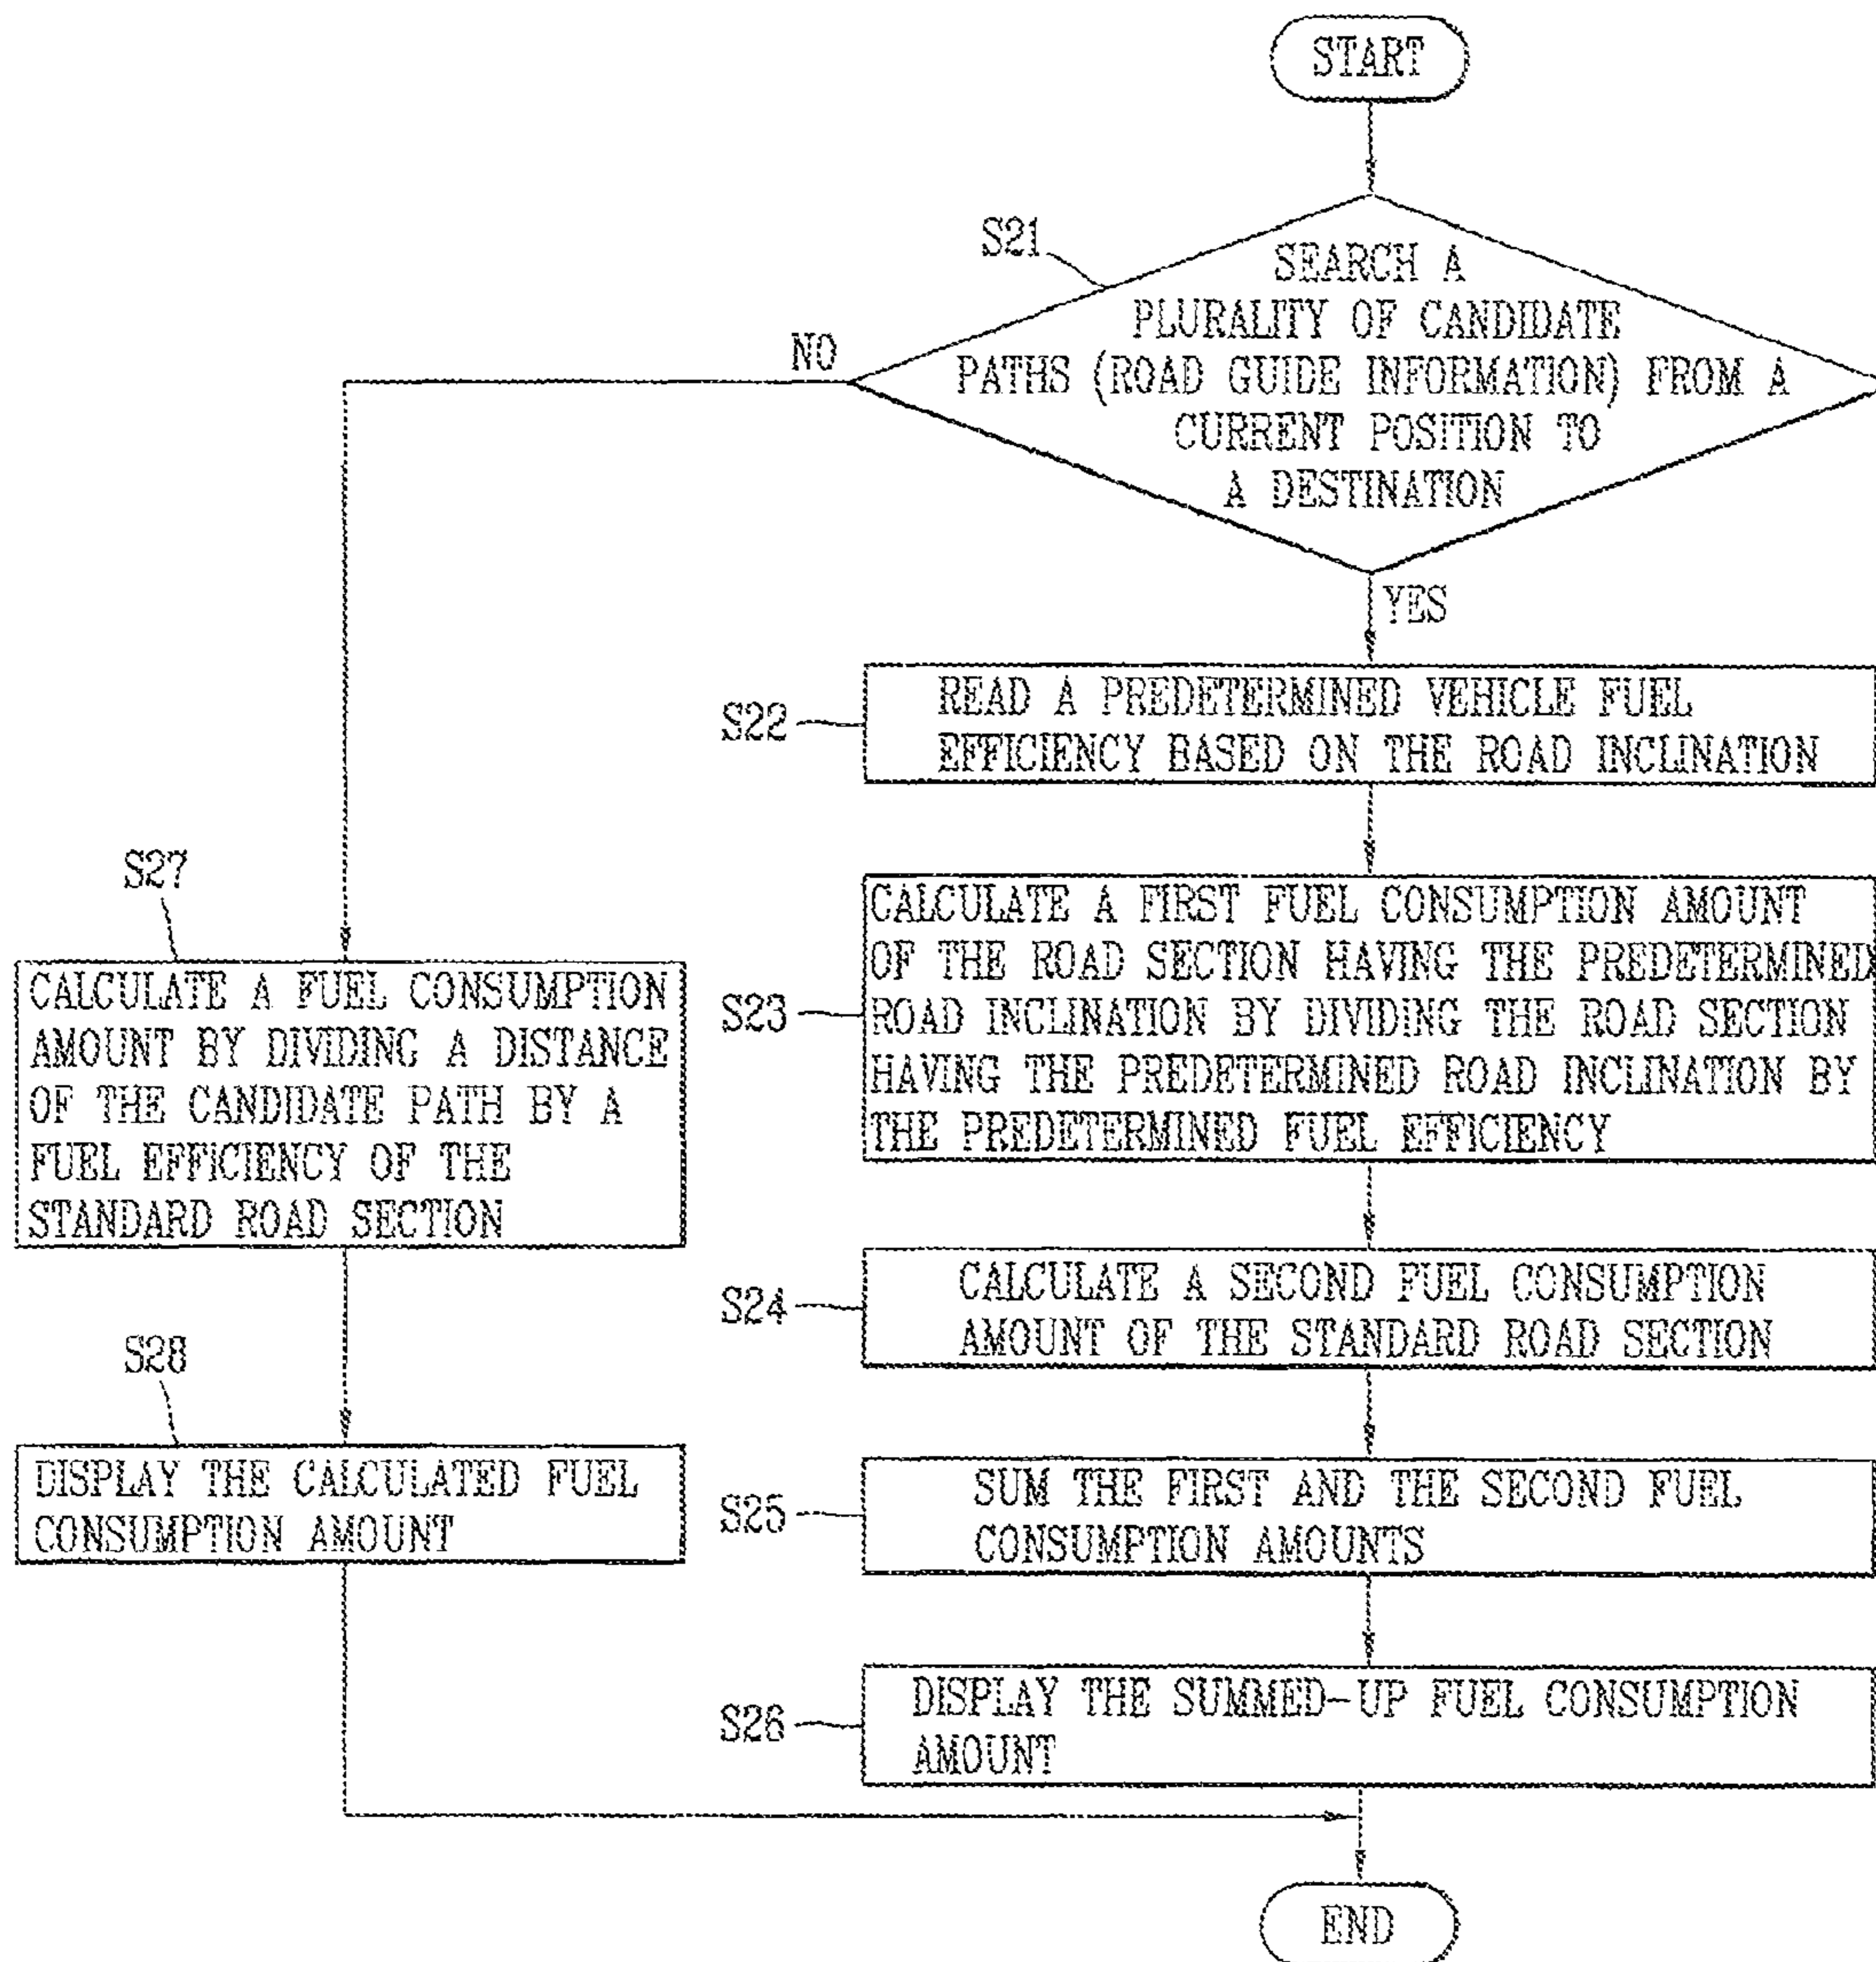 START
S21
SEARCH A
PLURALITY OF CANDIDATE
PATHS (ROAD GUIDE INFORMATION) FROM A
CURRENT POSITION TO
A DESTINATION
NO
YES
S22
READ A PREDETERMINED VEHICLE FUEL
EFFICIENCY BASED ON THE ROAD INCLINATION
S23
CALCULATE A FIRST FUEL CONSUMPTION AMOUNT
OF THE ROAD SECTION HAVING THE PREDETERMINED
ROAD INCLINATION BY DIVIDING THE ROAD SECTION
HAVING THE PREDETERMINED ROAD INCLINATION BY
THE PREDETERMINED FUEL EFFICIENCY
S24
CALCULATE A SECOND FUEL CONSUMPTION
AMOUNT OF THE STANDARD ROAD SECTION
S25
SUM THE FIRST AND THE SECOND FUEL
CONSUMPTION AMOUNTS
S26
DISPLAY THE SUMMED-UP FUEL CONSUMPTION
AMOUNT
S27
CALCULATE A FUEL CONSUMPTION
AMOUNT BY DIVIDING A DISTANCE
OF THE CANDIDATE PATH BY A
FUEL EFFICIENCY OF THE
STANDARD ROAD SECTION
S28
DISPLAY THE CALCULATED FUEL
CONSUMPTION AMOUNT
END